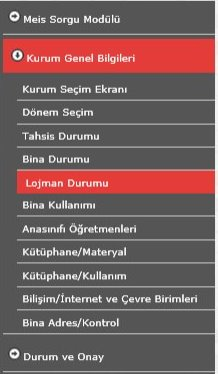 Meis Sorgu Modülü
Kurum Genel Bilgileri
Kurum Seçim Ekranı
Dönem Seçim
Tahsis Durumu
Bina Durumu
Lojman Durumu
Bina Kullanımı
Anasınıfı Öğretmenleri
Kütüphane/Materyal
Kütüphane/Kullanım
Bilişim/İnternet ve Çevre Birimleri
Bina Adres/Kontrol
Durum ve Onay